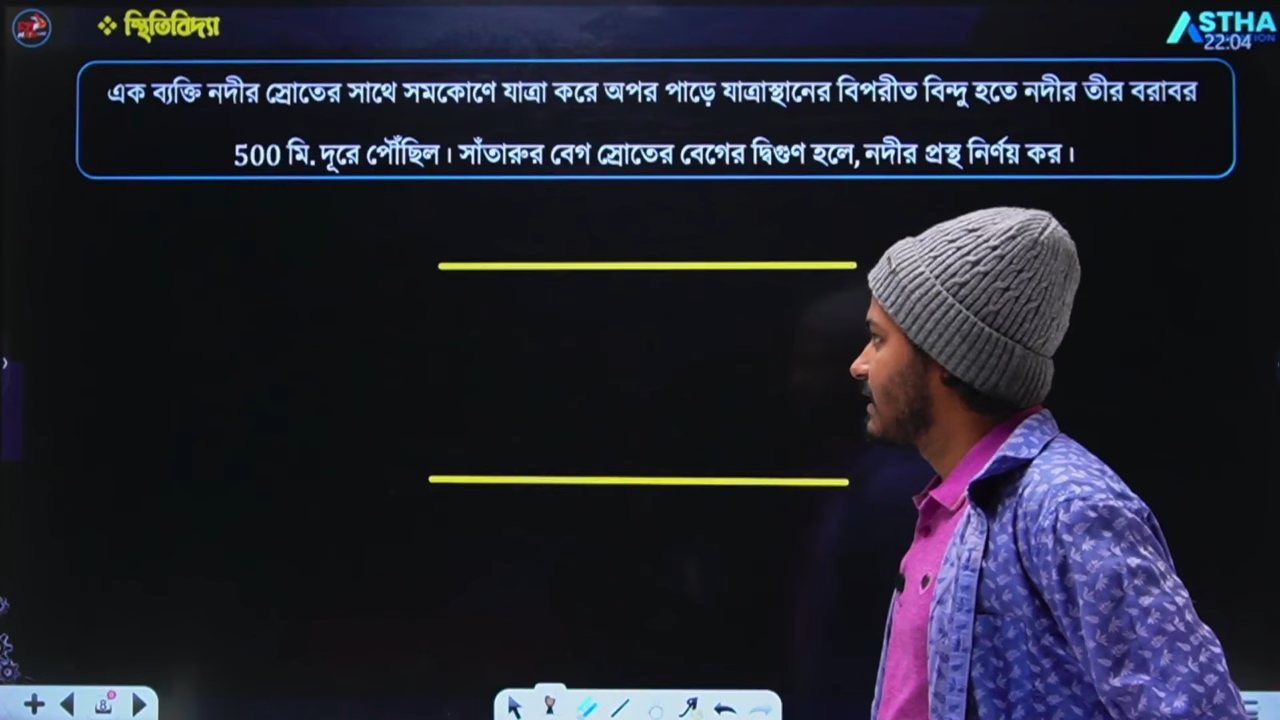 ❖ স্থিতিবিদ্যা
ASTHA
22:04
এক ব্যক্তি নদীর স্রোতের সাথে সমকোণে যাত্রা করে অপর পাড়ে যাত্রাস্থানের বিপরীত বিন্দু হতে নদীর তীর বরাবর
500 মি. দূরে পৌঁছিল। সাঁতারুর বেগ স্রোতের বেগের দ্বিগুণ হলে, নদীর প্রস্থ নির্ণয় কর।